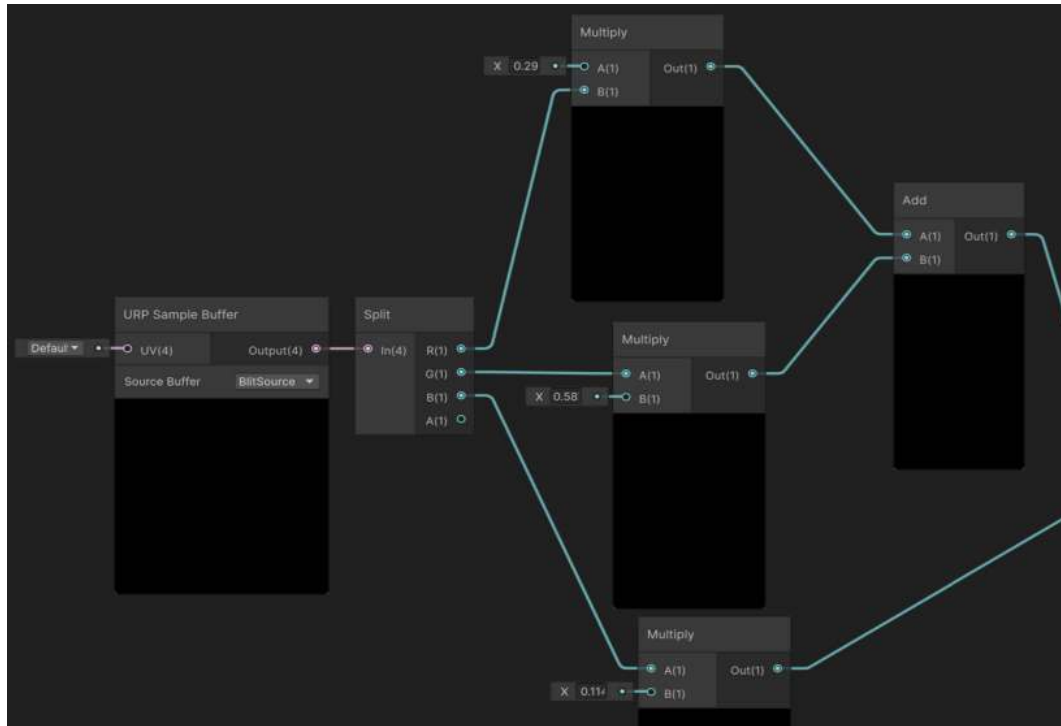 Multiply
X 0.29
A(1) Out(1)
B(1)
Add
A(1) Out(1)
B(1)
URP Sample Buffer
UV(4) Output(4)
Source Buffer BlitSource
Split
In(4) R(1)
G(1)
B(1)
A(1)
Multiply
A(1) Out(1)
X 0.58
B(1)
Multiply
A(1) Out(1)
X 0.114
B(1)